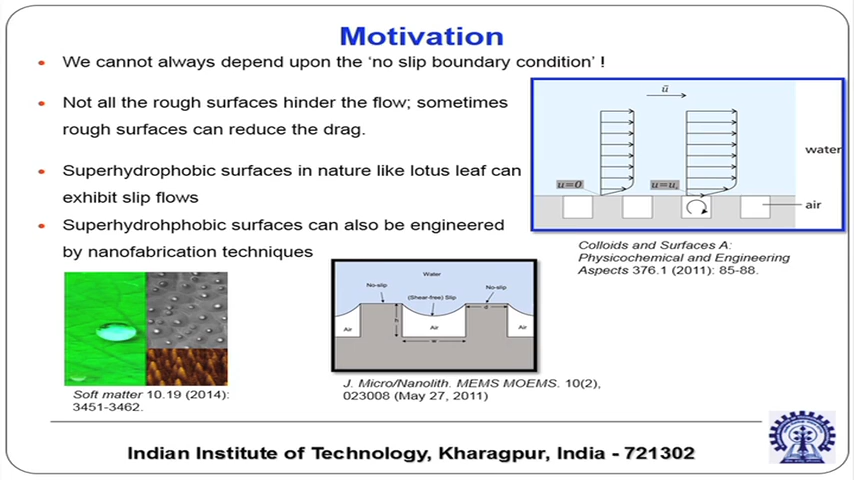 Motivation
• We cannot always depend upon the 'no slip boundary condition' !
• Not all the rough surfaces hinder the flow; sometimes
rough surfaces can reduce the drag.
• Superhydrophobic surfaces in nature like lotus leaf can
exhibit slip flows
• Superhydrohphobic surfaces can also be engineered
by nanofabrication techniques
ū
water
u=0
u=uₛ
air
Colloids and Surfaces A:
Physicochemical and Engineering
Aspects 376.1 (2011): 85-88.
Water
No-slip
No-slip
(Shear-free) Slip
d
h
Air
Air
Air
w
Soft matter 10.19 (2014):
3451-3462.
J. Micro/Nanolith. MEMS MOEMS. 10(2),
023008 (May 27, 2011)
Indian Institute of Technology, Kharagpur, India - 721302